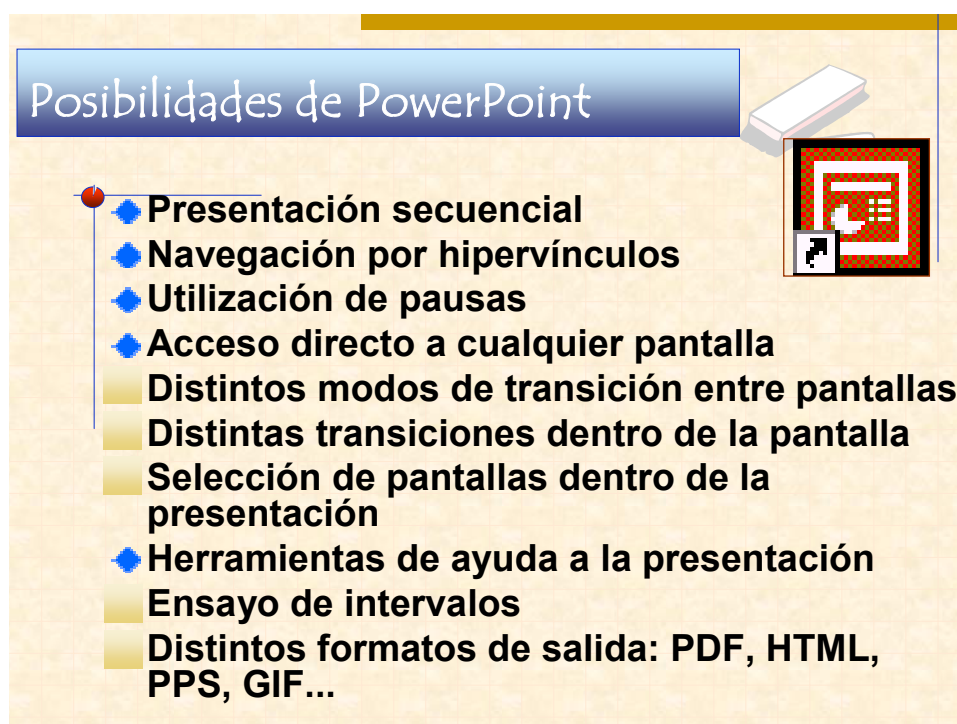 Posibilidades de PowerPoint
Presentación secuencial
Navegación por hipervínculos
Utilización de pausas
Acceso directo a cualquier pantalla
Distintos modos de transición entre pantallas
Distintas transiciones dentro de la pantalla
Selección de pantallas dentro de la
presentación
Herramientas de ayuda a la presentación
Ensayo de intervalos
Distintos formatos de salida: PDF, HTML,
PPS, GIF...